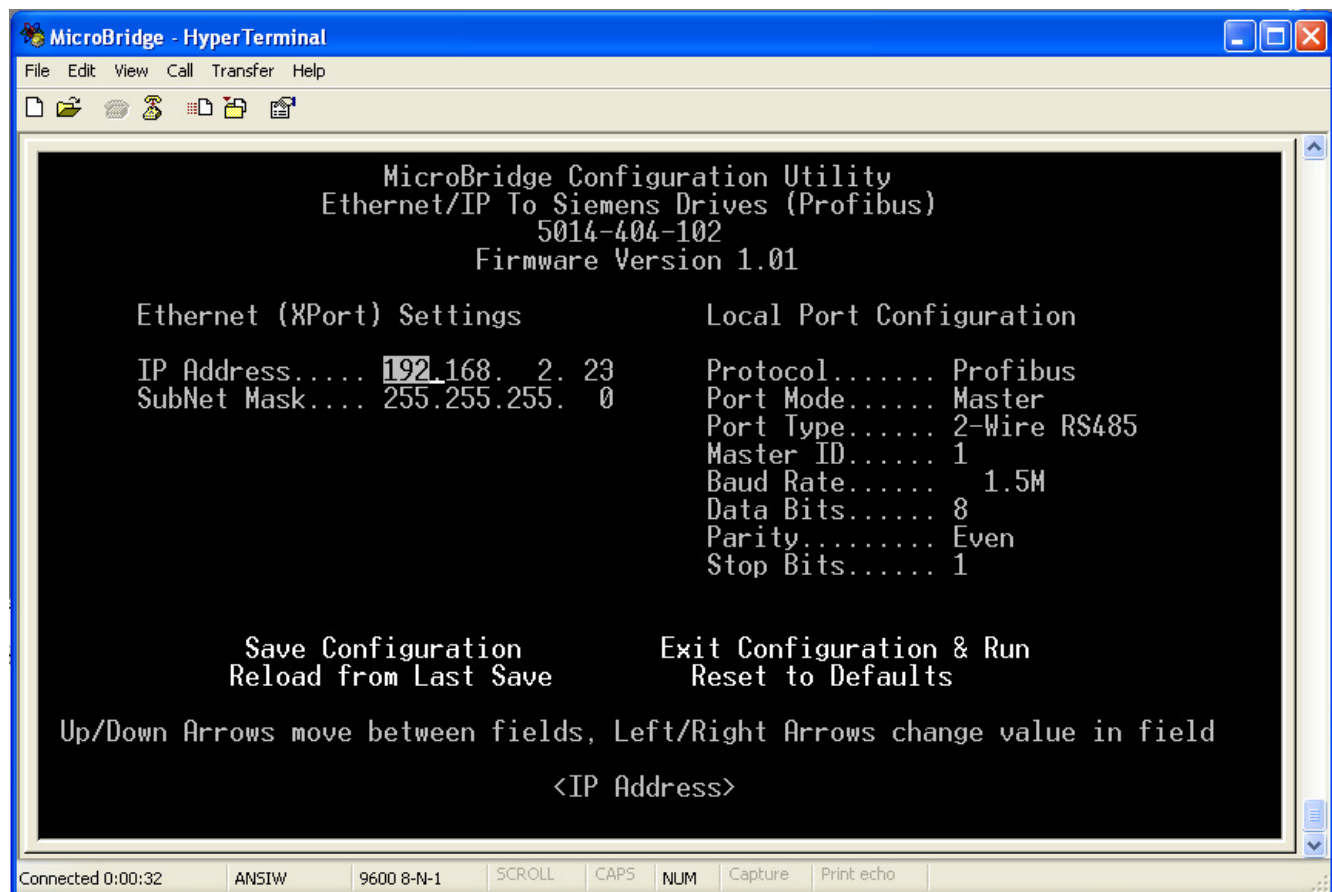 MicroBridge - HyperTerminal
File Edit View Call Transfer Help
MicroBridge Configuration Utility
Ethernet/IP To Siemens Drives (Profibus)
5014-404-102
Firmware Version 1.01
Ethernet (XPort) Settings
IP Address..... 192.168.  2. 23
SubNet Mask.... 255.255.255.  0
Local Port Configuration
Protocol....... Profibus
Port Mode...... Master
Port Type...... 2-Wire RS485
Master ID...... 1
Baud Rate......   1.5M
Data Bits...... 8
Parity......... Even
Stop Bits...... 1
Save Configuration
Exit Configuration & Run
Reload from Last Save
Reset to Defaults
Up/Down Arrows move between fields, Left/Right Arrows change value in field
<IP Address>
Connected 0:00:32 ANSIW 9600 8-N-1 SCROLL CAPS NUM Capture Print echo